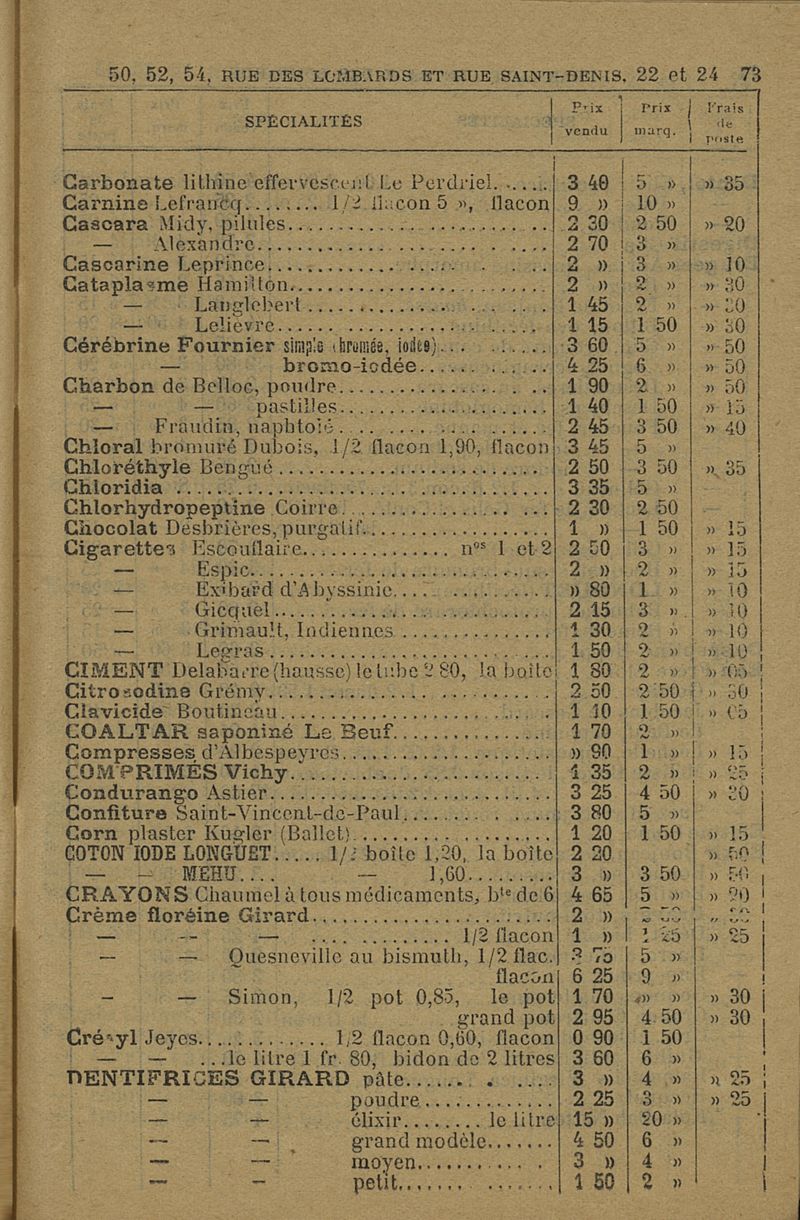 50, 52, 54, RUE DES LOMBARDS ET RUE SAINT-DENIS, 22 et 24 73
SPÉCIALITÉS Prix vendu Prix marq. Frais de poste
Carbonate lithine effervescent Le Perdriel....... 3 40 5 » » 35
Carnine Lefrancq........ 1/2 flacon 5 », flacon 9 » 10 »
Cascara Midy, pilules............................ 2 30 2 50 » 20
— Alexandre............................ 2 70 3 »
Cascarine Leprince............................ 2 » 3 » » 10
Cataplasme Hamilton............................ 2 » 2 » » 30
— Langlebert............................ 1 45 2 »
— Lelièvre............................ 1 15 1 50 » 30
Cérébrine Fournier simple bromée, iodée)........... 3 60 5 » » 50
— bromo-iodée............. 4 25 6 » » 50
Charbon de Belloc, poudre..................... 1 90 2 » » 50
— — pastilles..................... 1 40 1 50 » 15
— Fraudin, naphtolé..................... 2 45 3 50 » 40
Chloral bromuré Dubois, 1/2 flacon 1,90, flacon 3 45 5 »
Chloréthyle Bengué............................ 2 50 3 50 » 35
Chloridia............................ 3 35 5 »
Chlorhydropeptine Coirre..................... 2 30 2 50
Chocolat Desbrières, purgatif..................... 1 » 1 50 » 15
Cigarettes Escouflaire................ nos 1 et 2 2 50 3 » » 15
— Espic............................ 2 » 2 » » 15
— Exibard d'Abyssinie................ » 80 1 » » 10
— Gicquel............................ 2 15 3 » » 10
— Grimault, Indiennes................ 1 30 2 » » 10
— Legras............................ 1 50 2 » » 10
CIMENT Delabarre (hausse) le tube 2 80, la boîte 1 80 2 » » 05
Citrosodine Grémy............................ 2 50 2 50 » 30
Clavicide Boutineau............................ 1 10 1 50 » 05
COALTAR saponiné Le Beuf................ 1 70 2 »
Compresses d'Albespeyres..................... » 90 1 » » 15
COMPRIMÉS Vichy............................ 1 35 2 » » 25
Condurango Astier............................ 3 25 4 50 » 20
Confiture Saint-Vincent-de-Paul................ 3 80 5 »
Corn plaster Kugler (Ballet)..................... 1 20 1 50 » 15
COTON IODE LONGUET..... 1/2 boîte 1,20, la boîte 2 20 » 50
— — MEHU.... — 1,60......... 3 » 3 50 » 50
CRAYONS Chaumel à tous médicaments, bte de 6 4 65 5 » » 20
Crème floréine Girard......................... 2 »
— — — ............... 1/2 flacon 1 » 1 25 » 25
— — Quesneville au bismuth, 1/2 flac. 3 75 5 »
flacon 6 25 9 »
— — Simon, 1/2 pot 0,85, le pot 1 70 » » 30
grand pot 2 95 4 50 » 30
Crésyl Jeyes............. 1/2 flacon 0,60, flacon 0 90 1 50
— — ...le litre 1 fr. 80, bidon de 2 litres 3 60 6 »
DENTIFRICES GIRARD pâte............. 3 » 4 » » 25
— — poudre............. 2 25 3 » » 25
— — élixir........ le litre 15 » 20 »
— — grand modèle....... 4 50 6 »
— — moyen............. 3 » 4 »
— — petit............. 1 50 2 »